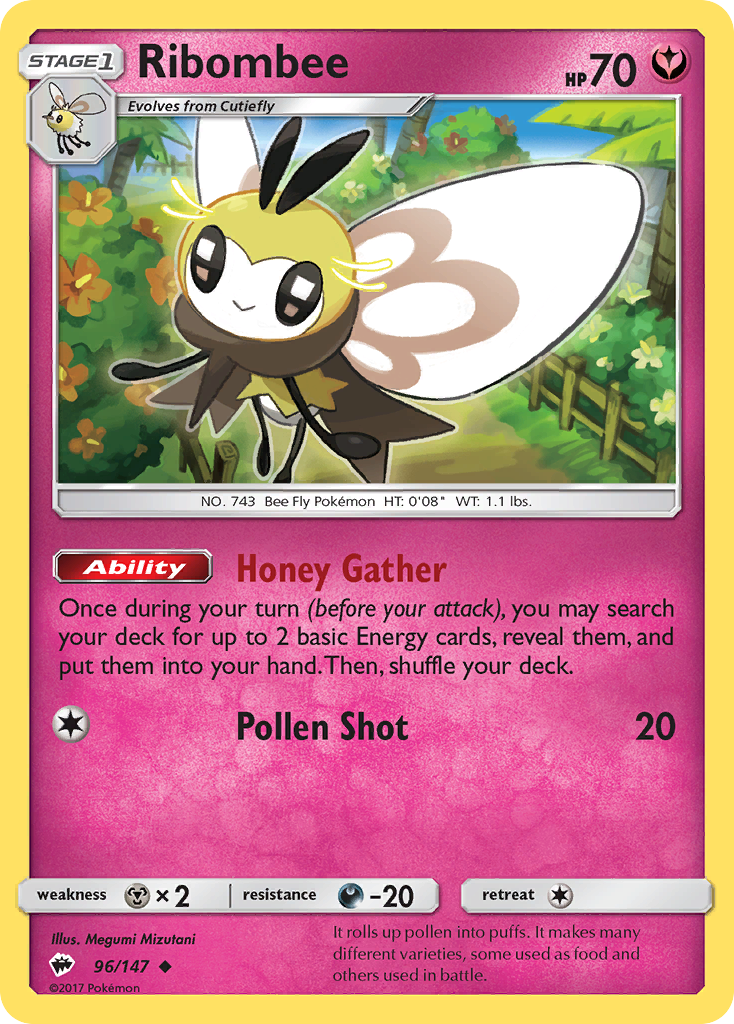 STAGE 1 Ribombee HP 70
Evolves from Cutiefly
NO. 743 Bee Fly Pokémon HT: 0'08" WT: 1.1 lbs.
Ability Honey Gather
Once during your turn (before your attack), you may search
your deck for up to 2 basic Energy cards, reveal them, and
put them into your hand. Then, shuffle your deck.
Pollen Shot 20
weakness × 2 resistance -20 retreat
Illus. Megumi Mizutani
96/147
©2017 Pokémon
It rolls up pollen into puffs. It makes many
different varieties, some used as food and
others used in battle.